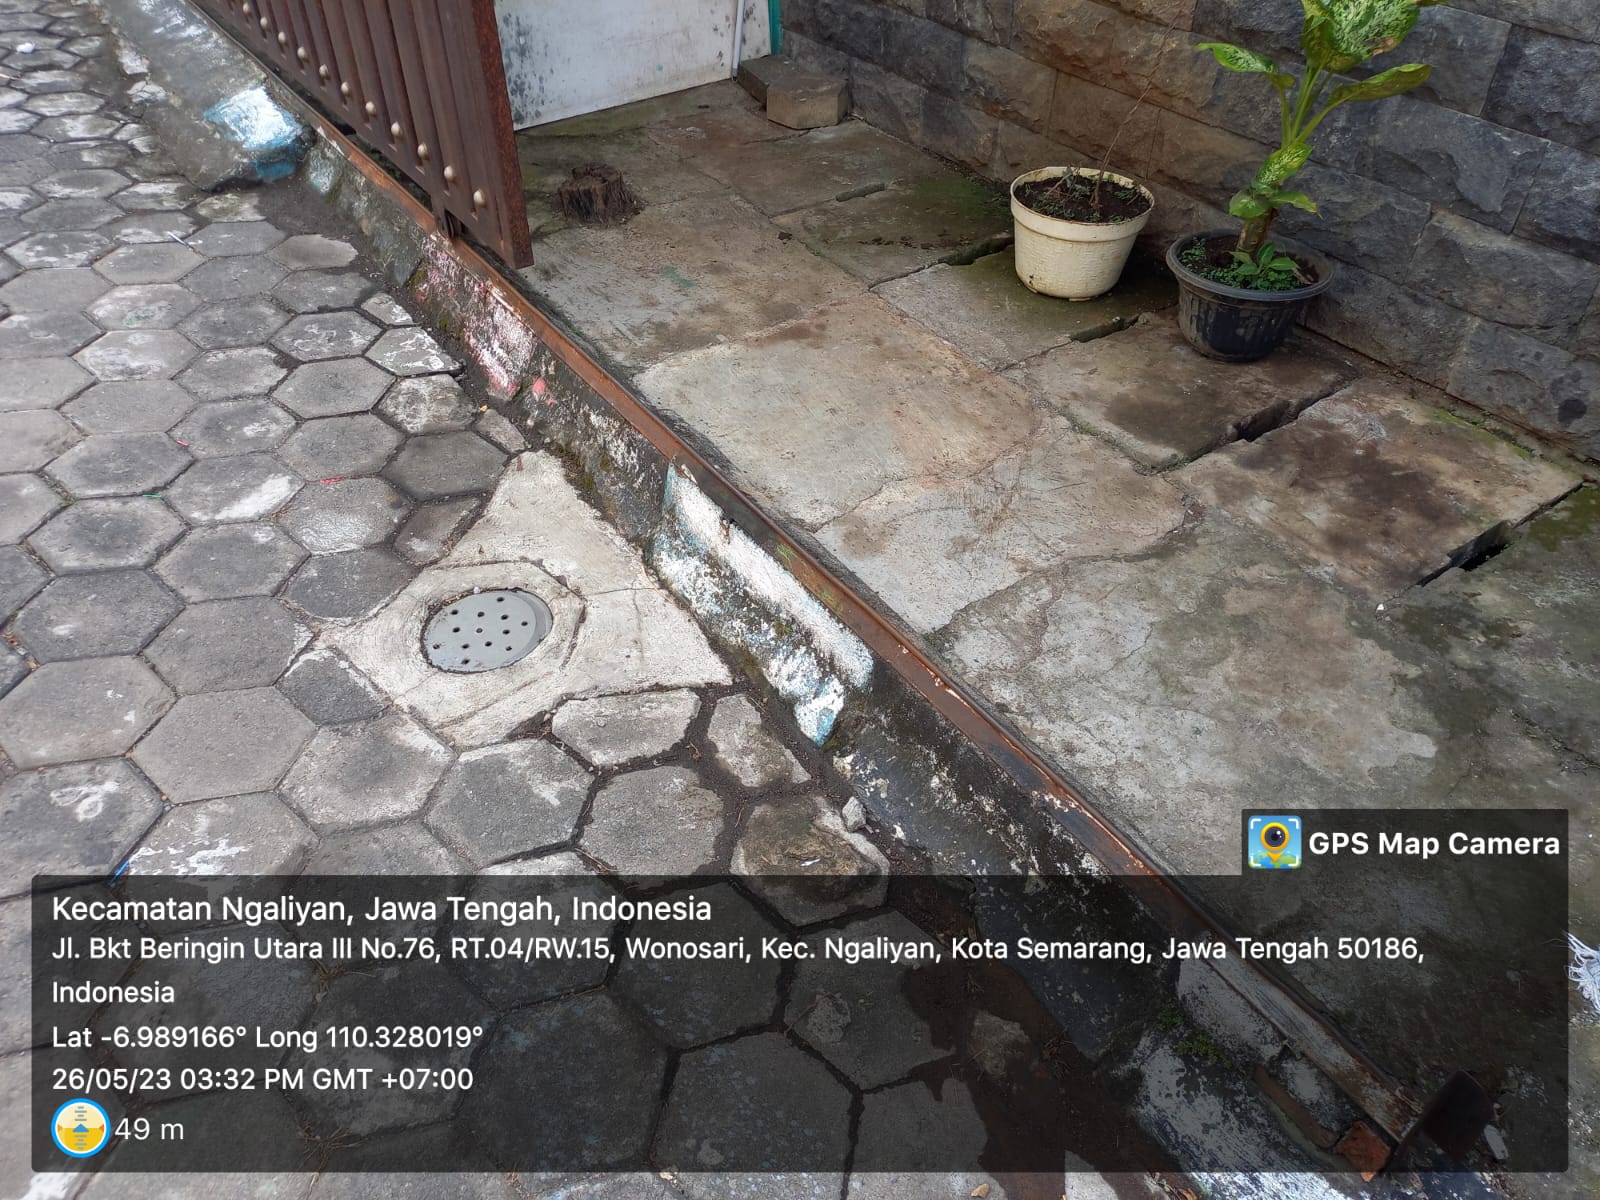 GPS Map Camera
Kecamatan Ngaliyan, Jawa Tengah, Indonesia
Jl. Bkt Beringin Utara III No.76, RT.04/RW.15, Wonosari, Kec. Ngaliyan, Kota Semarang, Jawa Tengah 50186,
Indonesia
Lat -6.989166° Long 110.328019°
26/05/23 03:32 PM GMT +07:00
49 m